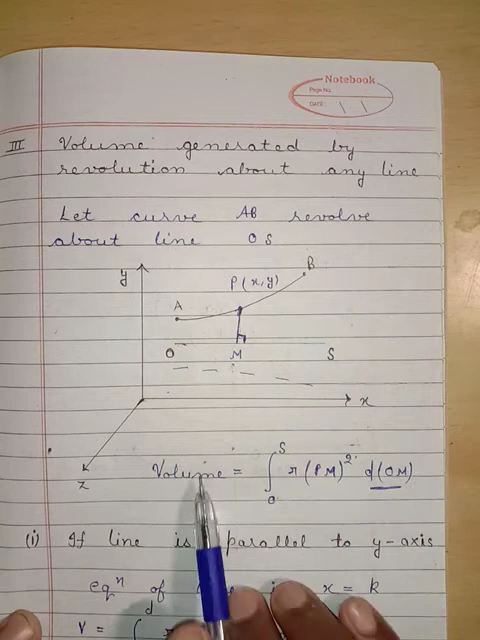 Notebook
Page No.
DATE:
III Volume generated by
revolution about any line
Let curve AB revolve
about line OS
y
B
P(x,y)
A
O
M
S
x
z
Volume = ∫₀ˢ π (PM)² d(OM)
(i) If line is parallel to y-axis
eqⁿ of x = k
d
V = ∫